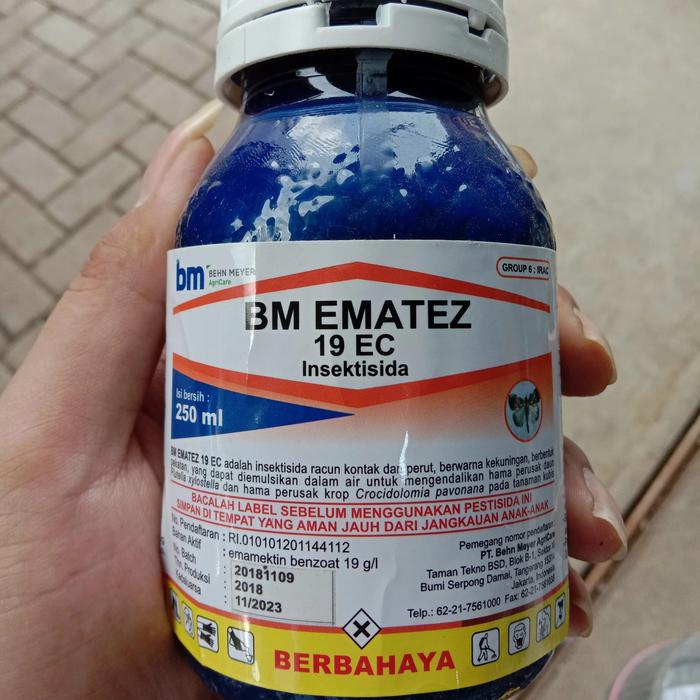 bm BEHN MEYER
AgriCare
GROUP 6 : IRAC
BM EMATEZ
19 EC
Insektisida
Isi bersih :
250 ml
BM EMATEZ 19 EC adalah insektisida racun kontak dan perut, berwarna kekuningan, berbentuk
pekatan, yang dapat diemulsikan dalam air untuk mengendalikan hama perusak daun
Plutella xylostella dan hama perusak krop Crocidolomia pavonana pada tanaman kubis
BACALAH LABEL SEBELUM MENGGUNAKAN PESTISIDA INI
SIMPAN DI TEMPAT YANG AMAN JAUH DARI JANGKAUAN ANAK-ANAK
No. Pendaftaran : RI.010101201144112
Bahan Aktif : emamektin benzoat 19 g/l
No. Batch : 20181109
Thn. Produksi : 2018
Kadaluarsa : 11/2023
Pemegang nomor pendaftaran:
PT. Behn Meyer AgriCare
Taman Tekno BSD, Blok B-1, Sektor
Bumi Serpong Damai, Tangerang
Jakarta, Indonesia
Telp.: 62-21-7561000 Fax: 62-21-
BERBAHAYA